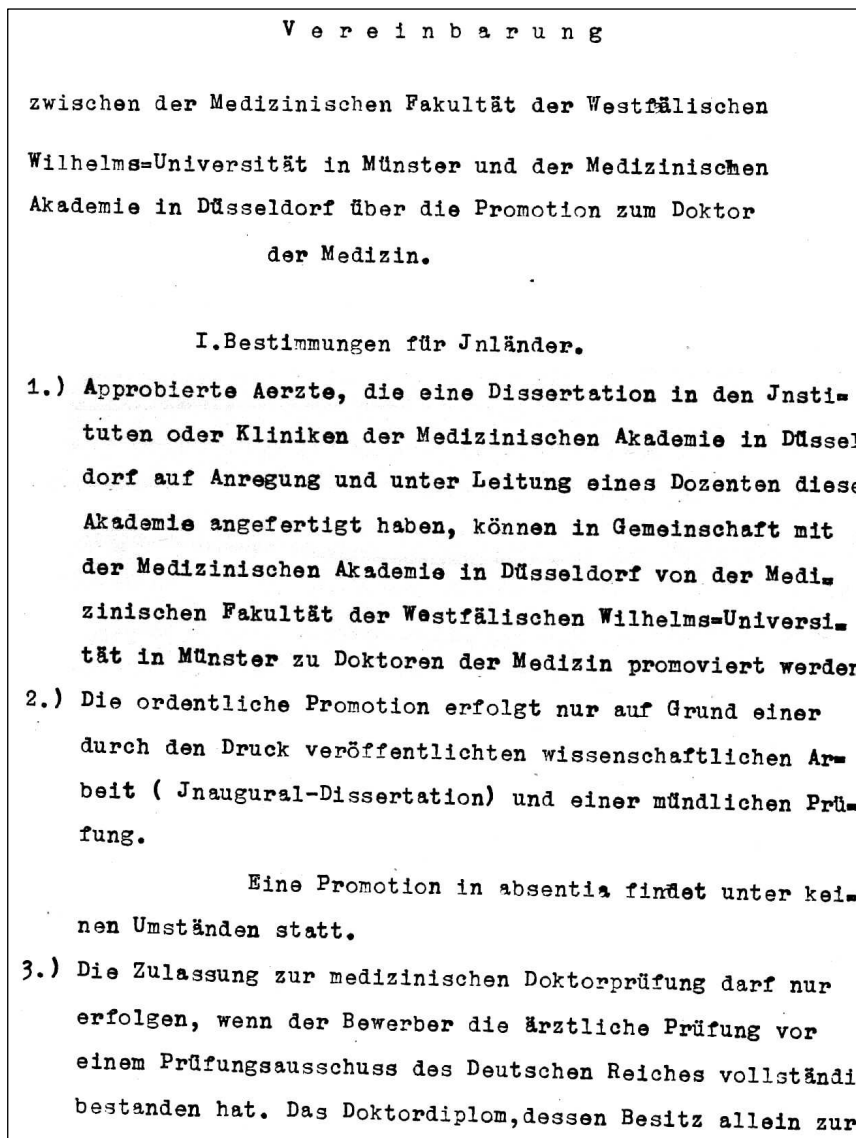 V e r e i n b a r u n g
zwischen der Medizinischen Fakultät der Westfälischen
Wilhelms=Universität in Münster und der Medizinischen
Akademie in Düsseldorf über die Promotion zum Doktor
der Medizin.
I.Bestimmungen für Jnländer.
1.) Approbierte Aerzte, die eine Dissertation in den Jnsti=
tuten oder Kliniken der Medizinischen Akademie in Düssel
dorf auf Anregung und unter Leitung eines Dozenten diese
Akademie angefertigt haben, können in Gemeinschaft mit
der Medizinischen Akademie in Düsseldorf von der Medi=
zinischen Fakultät der Westfälischen Wilhelms=Universi=
tät in Münster zu Doktoren der Medizin promoviert werden
2.) Die ordentliche Promotion erfolgt nur auf Grund einer
durch den Druck veröffentlichten wissenschaftlichen Ar=
beit ( Jnaugural-Dissertation) und einer mündlichen Prü=
fung.
Eine Promotion in absentia findet unter kei=
nen Umständen statt.
3.) Die Zulassung zur medizinischen Doktorprüfung darf nur
erfolgen, wenn der Bewerber die ärztliche Prüfung vor
einem Prüfungsausschuss des Deutschen Reiches vollständi
bestanden hat. Das Doktordiplom,dessen Besitz allein zur